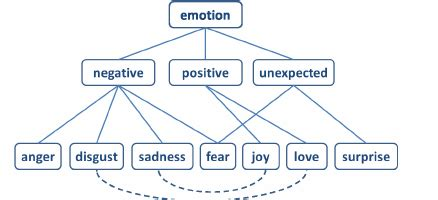 emotion
negative positive unexpected
anger disgust sadness fear joy love surprise